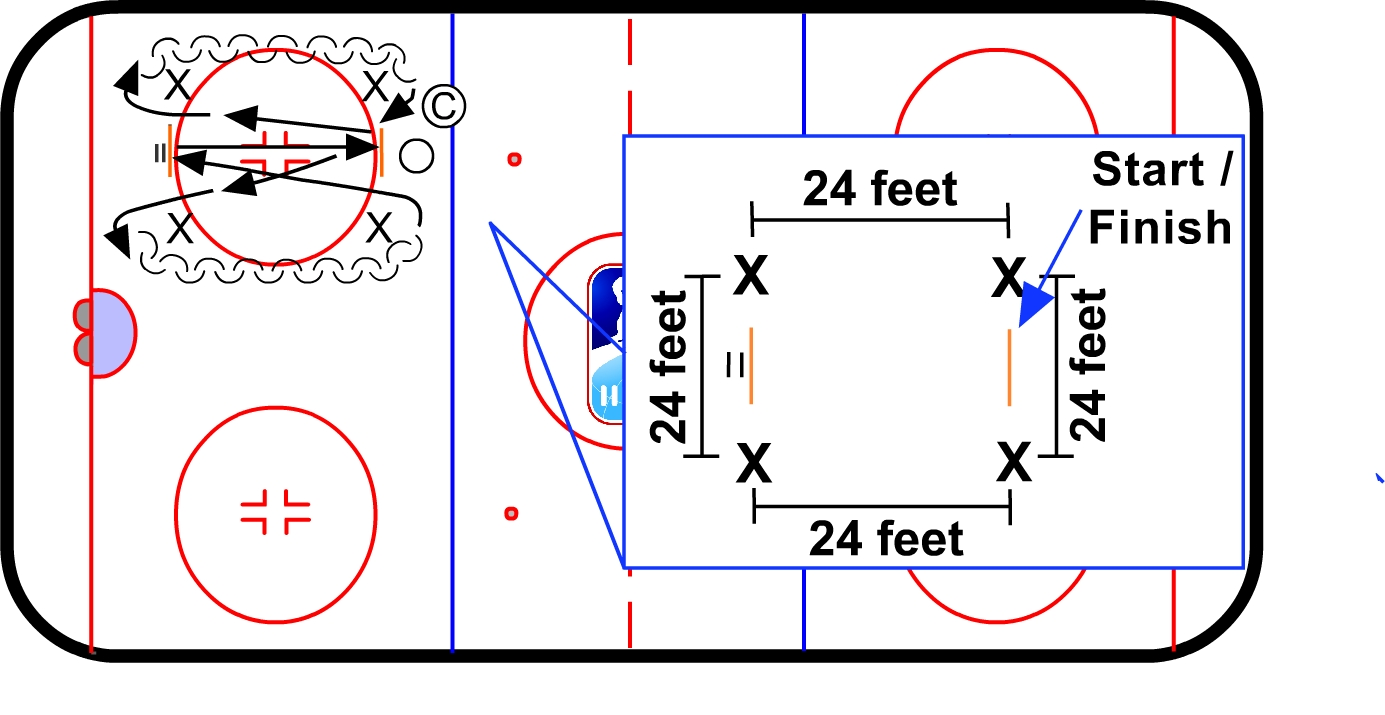 X X
C
X X
Start /
Finish
24 feet
X X
24 feet
24 feet
X X
24 feet